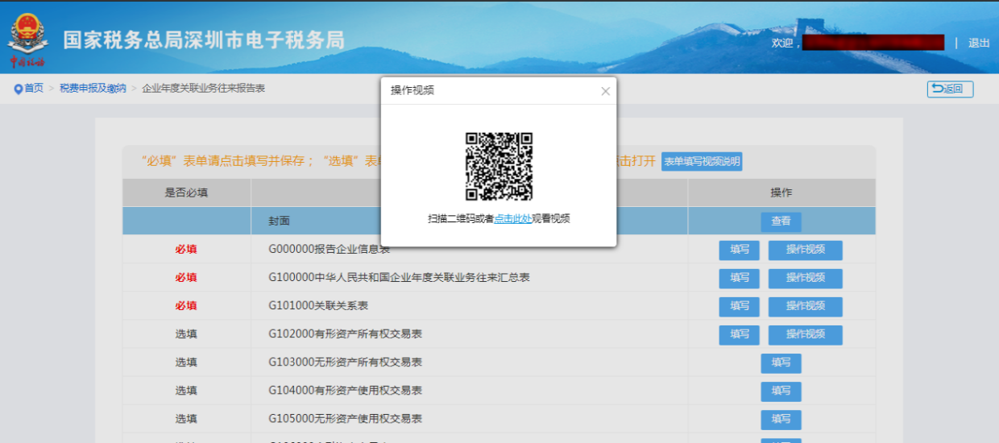 国家税务总局深圳市电子税务局
中国税务
欢迎， | 退出
首页 > 税费申报及缴纳 > 企业年度关联业务往来报告表
返回
操作视频
扫描二维码或者点击此处观看视频
“必填”表单请点击填写并保存；“选填”表
击打开 表单填写视频说明
是否必填 操作
封面 查看
必填 G000000报告企业信息表 填写 操作视频
必填 G100000中华人民共和国企业年度关联业务往来汇总表 填写 操作视频
必填 G101000关联关系表 填写 操作视频
选填 G102000有形资产所有权交易表 填写 操作视频
选填 G103000无形资产所有权交易表 填写
选填 G104000有形资产使用权交易表 填写
选填 G105000无形资产使用权交易表 填写